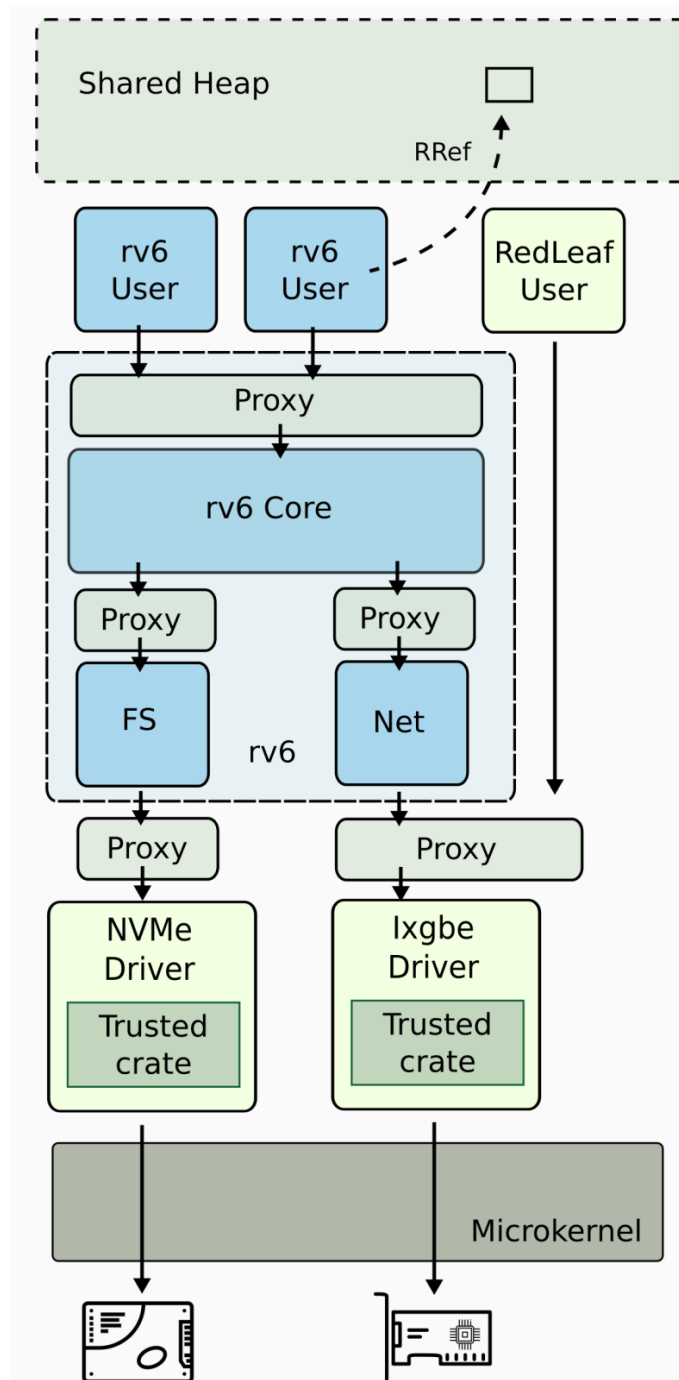 Shared Heap
RRef
rv6
User
rv6
User
RedLeaf
User
Proxy
rv6 Core
Proxy
Proxy
FS
Net
rv6
Proxy
Proxy
NVMe
Driver
Trusted
crate
Ixgbe
Driver
Trusted
crate
Microkernel